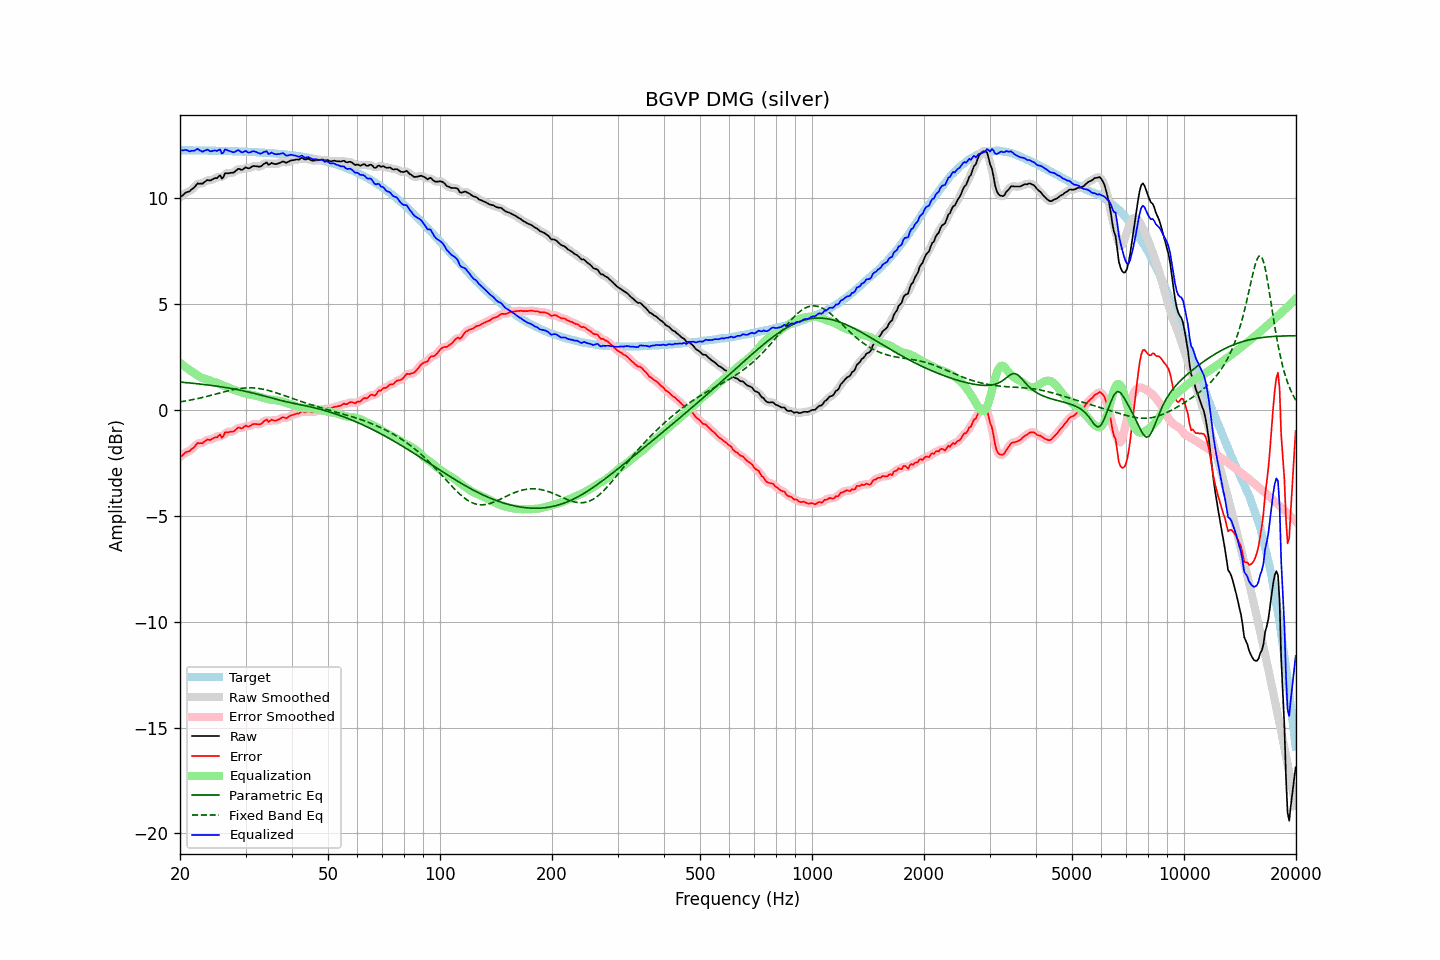 BGVP DMG (silver)
Amplitude (dBr)
10
5
0
−5
−10
−15
−20
Target
Raw Smoothed
Error Smoothed
Raw
Error
Equalization
Parametric Eq
Fixed Band Eq
Equalized
20
50
100
200
500
1000
2000
5000
10000
20000
Frequency (Hz)